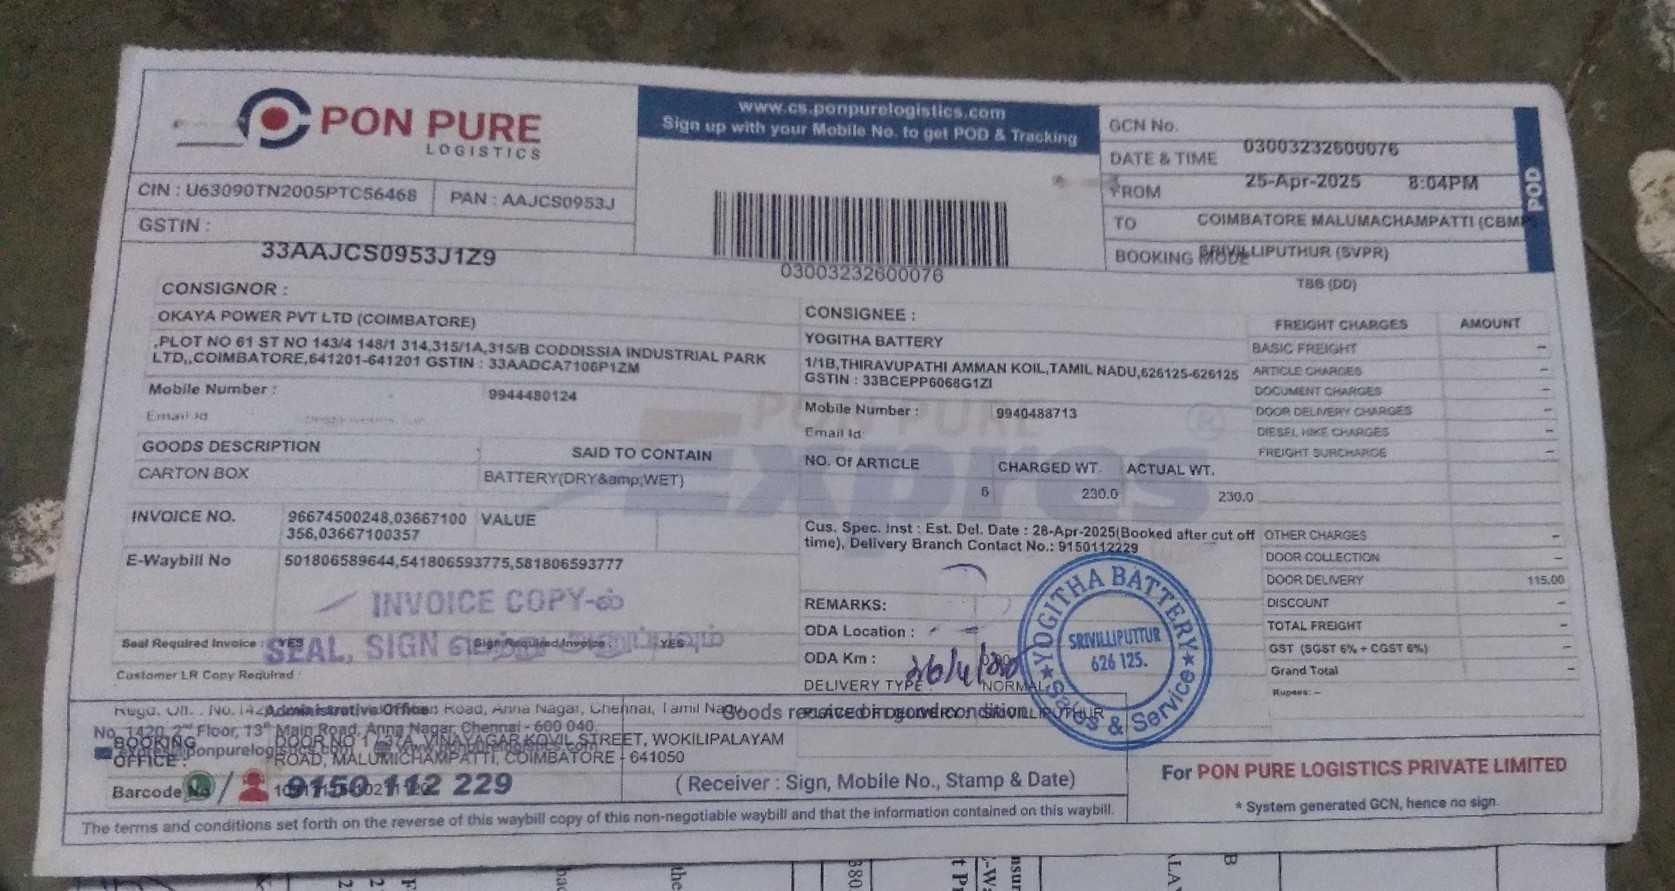 PON PURE
LOGISTICS
www.cs.ponpurelogistics.com
Sign up with your Mobile No. to get POD & Tracking
CIN : U63090TN2005PTC56468
PAN : AAJCS0953J
GSTIN :
33AAJCS0953J1Z9
03003232600076
GCN No.
03003232600076
DATE & TIME
25-Apr-2025 8:04PM
FROM
COIMBATORE MALUMACHAMPATTI (CBMP
TO
SRIVILLIPUTHUR (SVPR)
BOOKING MODE
TBB (DD)
POD
CONSIGNOR :
OKAYA POWER PVT LTD (COIMBATORE)
,PLOT NO 61 ST NO 143/4 148/1 314,315/1A,315/B CODDISSIA INDUSTRIAL PARK
LTD,,COIMBATORE,641201-641201 GSTIN : 33AADCA7106P1ZM
Mobile Number : 9944480124
Email Id
CONSIGNEE :
YOGITHA BATTERY
1/1B,THIRAVUPATHI AMMAN KOIL,TAMIL NADU,626125-626125
GSTIN : 33BCEPP6068G1ZI
Mobile Number : 9940488713
Email Id:
PON PURE
Expres
®
GOODS DESCRIPTION
SAID TO CONTAIN
CARTON BOX
BATTERY(DRY&amp;WET)
NO. Of ARTICLE CHARGED WT. ACTUAL WT.
6 230.0 230.0
INVOICE NO. 96674500248,03667100
356,03667100357
VALUE
E-Waybill No 501806589644,541806593775,581806593777
Cus. Spec. Inst : Est. Del. Date : 28-Apr-2025(Booked after cut off
time), Delivery Branch Contact No.: 9150112229
INVOICE COPY-ல்
SEAL, SIGN
Seal Required Invoice : YES
Sign Required Invoice : YES
Customer LR Copy Required :
REMARKS:
ODA Location :
ODA Km :
DELIVERY TYPE : NORMAL
SRIVILLIPUTHUR
26/4/
YOGITHA BATTERY
SRIVILLIPUTTUR
626 125.
★ Sales & Service ★
FREIGHT CHARGES AMOUNT
BASIC FREIGHT –
ARTICLE CHARGES –
DOCUMENT CHARGES –
DOOR DELIVERY CHARGES –
DIESEL HIKE CHARGES –
FREIGHT SURCHARGE –
OTHER CHARGES –
DOOR COLLECTION –
DOOR DELIVERY 115.00
DISCOUNT –
TOTAL FREIGHT –
GST (SGST 6% + CGST 6%) –
Grand Total –
Rupees: –
Administrative Office
Road, Anna Nagar, Chennai, Tamil Nadu
No. 1420, 2nd Floor, 13th Main Road, Anna Nagar, Chennai - 600 040.
BOOKING
OFFICE :
VINAYAGAR KOVIL STREET, WOKILIPALAYAM
ROAD, MALUMICHAMPATTI, COIMBATORE - 641050
Barcode No
9150 112 229
Goods received in good condition
( Receiver : Sign, Mobile No., Stamp & Date)
For PON PURE LOGISTICS PRIVATE LIMITED
* System generated GCN, hence no sign.
The terms and conditions set forth on the reverse of this waybill copy of this non-negotiable waybill and that the information contained on this waybill.